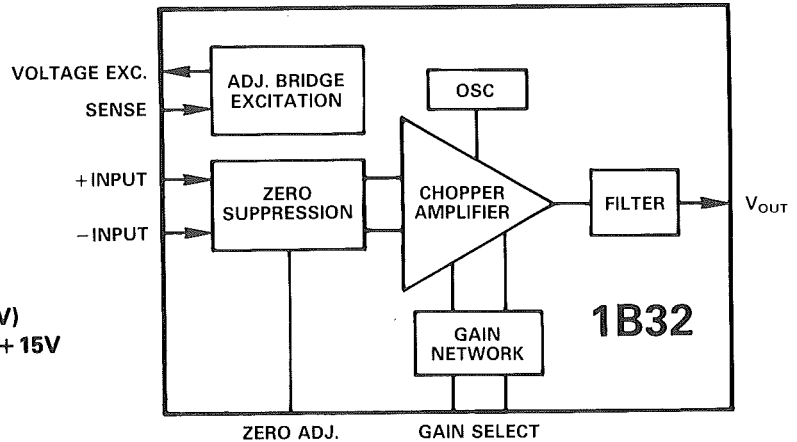 VOLTAGE EXC.
SENSE
ADJ. BRIDGE
EXCITATION
OSC
+INPUT
−INPUT
ZERO
SUPPRESSION
CHOPPER
AMPLIFIER
FILTER
VOUT
V)
+15V
GAIN
NETWORK
1B32
ZERO ADJ.
GAIN SELECT